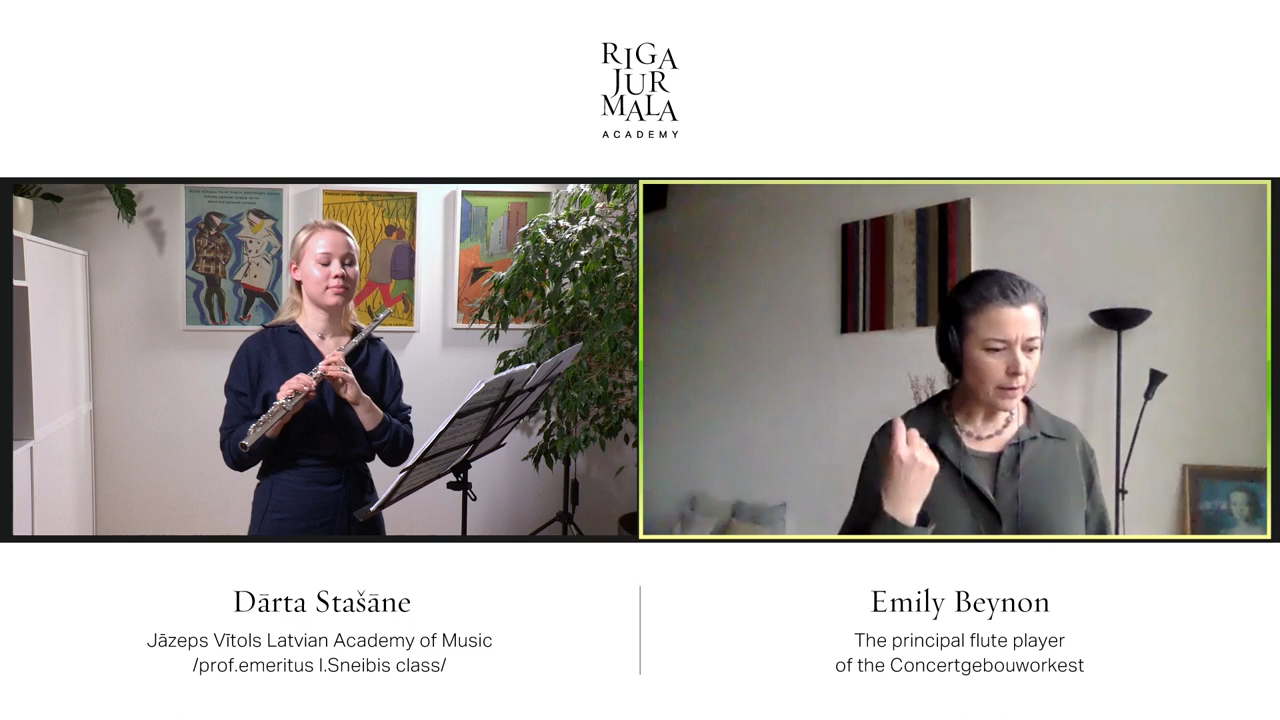 RIGA
JUR
MALA
ACADEMY
Dārta Stašāne
Jāzeps Vītols Latvian Academy of Music
/prof.emeritus I.Sneibis class/
Emily Beynon
The principal flute player
of the Concertgebouworkest